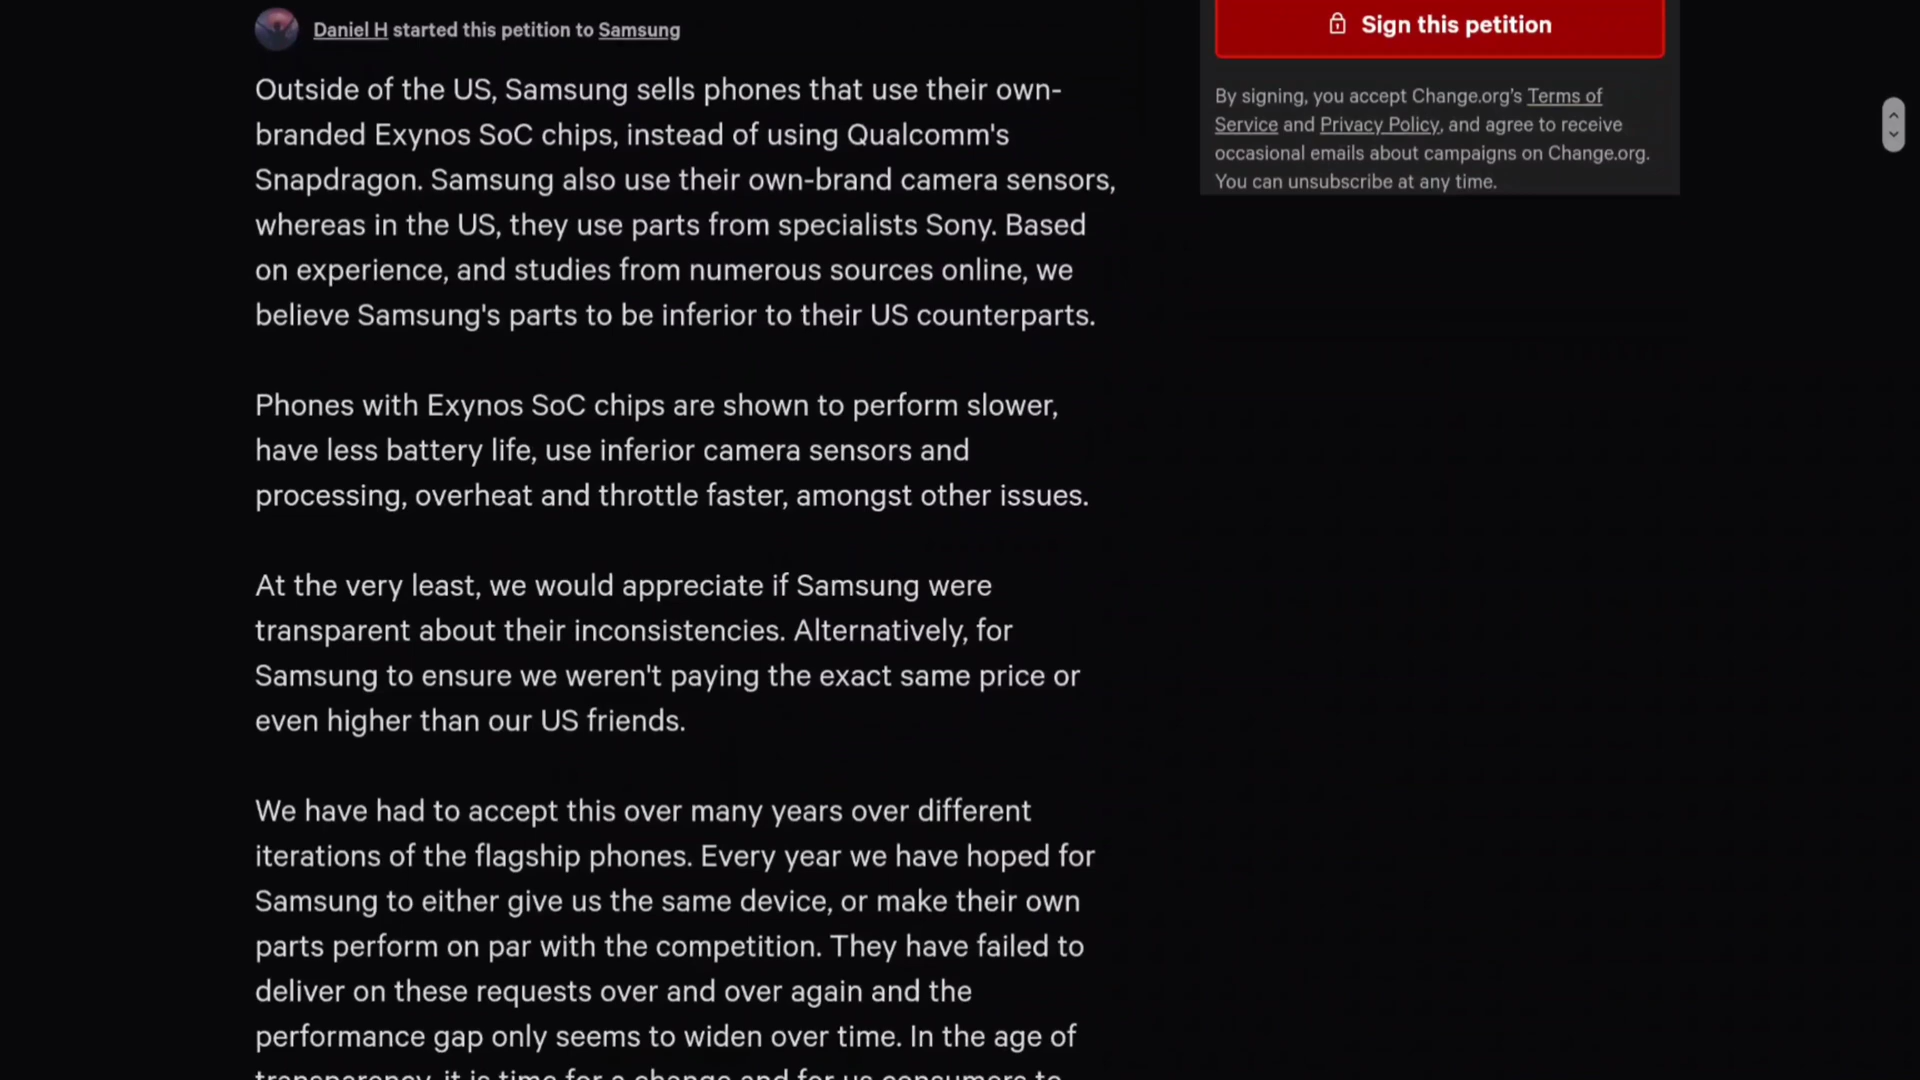 Daniel H started this petition to Samsung
Outside of the US, Samsung sells phones that use their own-
branded Exynos SoC chips, instead of using Qualcomm's
Snapdragon. Samsung also use their own-brand camera sensors,
whereas in the US, they use parts from specialists Sony. Based
on experience, and studies from numerous sources online, we
believe Samsung's parts to be inferior to their US counterparts.
Phones with Exynos SoC chips are shown to perform slower,
have less battery life, use inferior camera sensors and
processing, overheat and throttle faster, amongst other issues.
At the very least, we would appreciate if Samsung were
transparent about their inconsistencies. Alternatively, for
Samsung to ensure we weren't paying the exact same price or
even higher than our US friends.
We have had to accept this over many years over different
iterations of the flagship phones. Every year we have hoped for
Samsung to either give us the same device, or make their own
parts perform on par with the competition. They have failed to
deliver on these requests over and over again and the
performance gap only seems to widen over time. In the age of
transparency, it is time for a change and for us consumers to
Sign this petition
By signing, you accept Change.org's Terms of
Service and Privacy Policy, and agree to receive
occasional emails about campaigns on Change.org.
You can unsubscribe at any time.